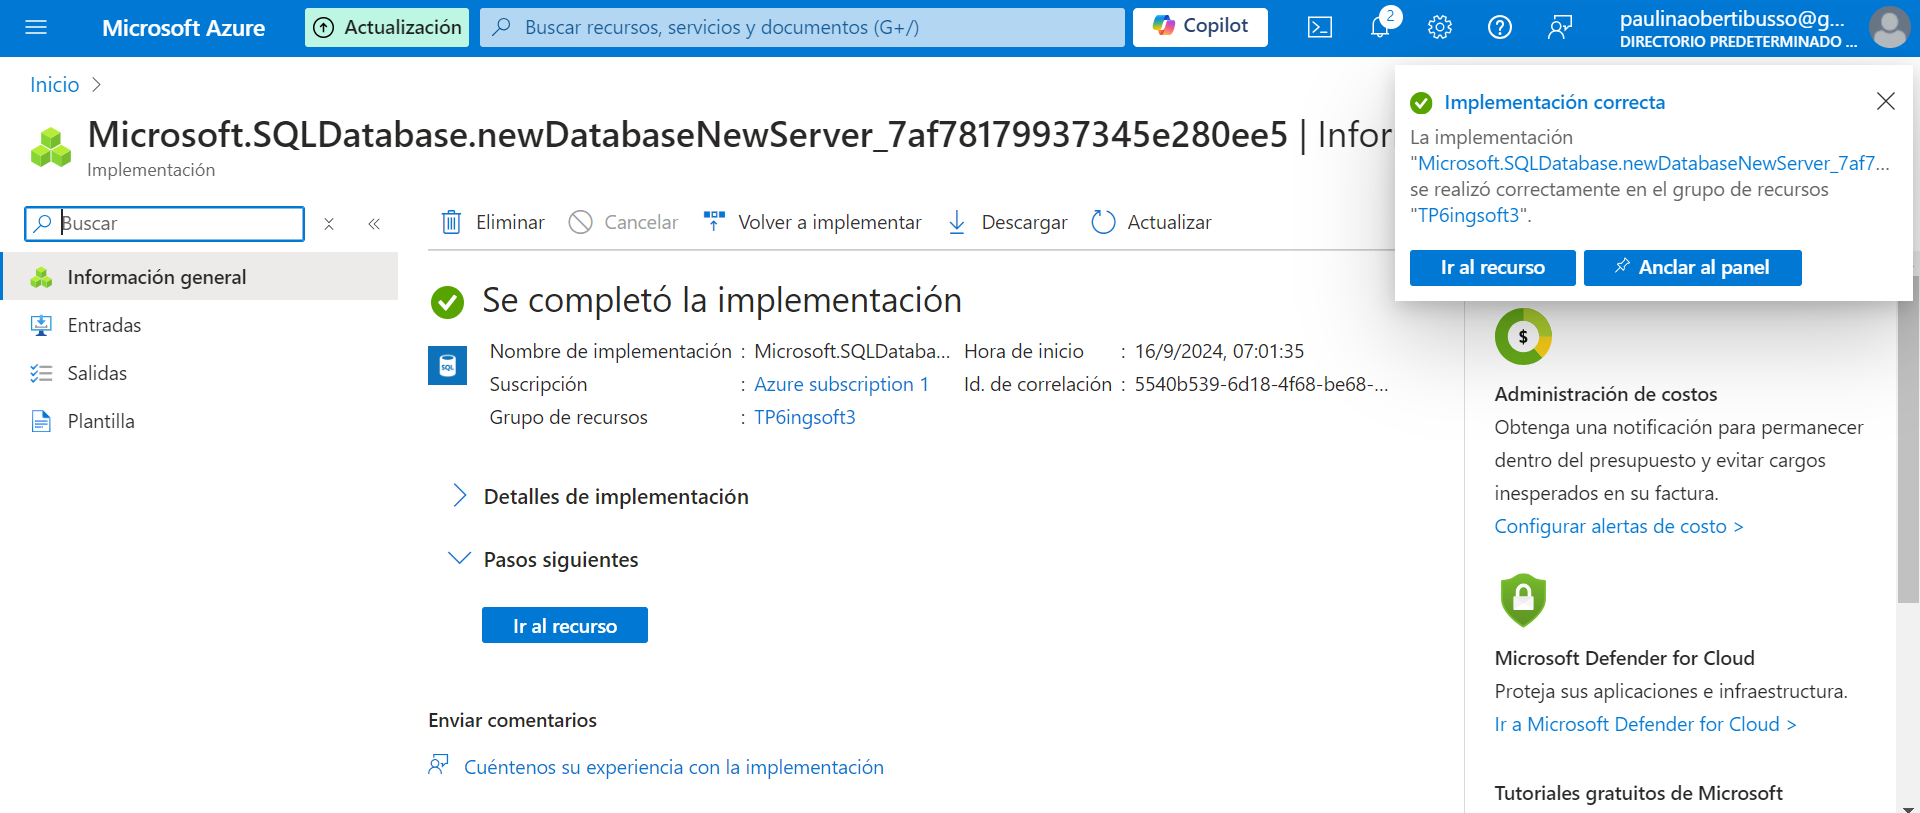 Microsoft Azure
Actualización
Buscar recursos, servicios y documentos (G+/)
Copilot
2
paulinaobertibusso@g...
DIRECTORIO PREDETERMINADO ...
Inicio
Microsoft.SQLDatabase.newDatabaseNewServer_7af78179937345e280ee5 | Infor
Implementación
Buscar
Eliminar
Cancelar
Volver a implementar
Descargar
Actualizar
Información general
Entradas
Salidas
Plantilla
Se completó la implementación
SQL
Nombre de implementación : Microsoft.SQLDataba...
Suscripción : Azure subscription 1
Grupo de recursos : TP6ingsoft3
Hora de inicio : 16/9/2024, 07:01:35
Id. de correlación : 5540b539-6d18-4f68-be68-...
Detalles de implementación
Pasos siguientes
Ir al recurso
Enviar comentarios
Cuéntenos su experiencia con la implementación
Implementación correcta
La implementación
"Microsoft.SQLDatabase.newDatabaseNewServer_7af7...
se realizó correctamente en el grupo de recursos
"TP6ingsoft3".
Ir al recurso
Anclar al panel
$
Administración de costos
Obtenga una notificación para permanecer
dentro del presupuesto y evitar cargos
inesperados en su factura.
Configurar alertas de costo >
Microsoft Defender for Cloud
Proteja sus aplicaciones e infraestructura.
Ir a Microsoft Defender for Cloud >
Tutoriales gratuitos de Microsoft